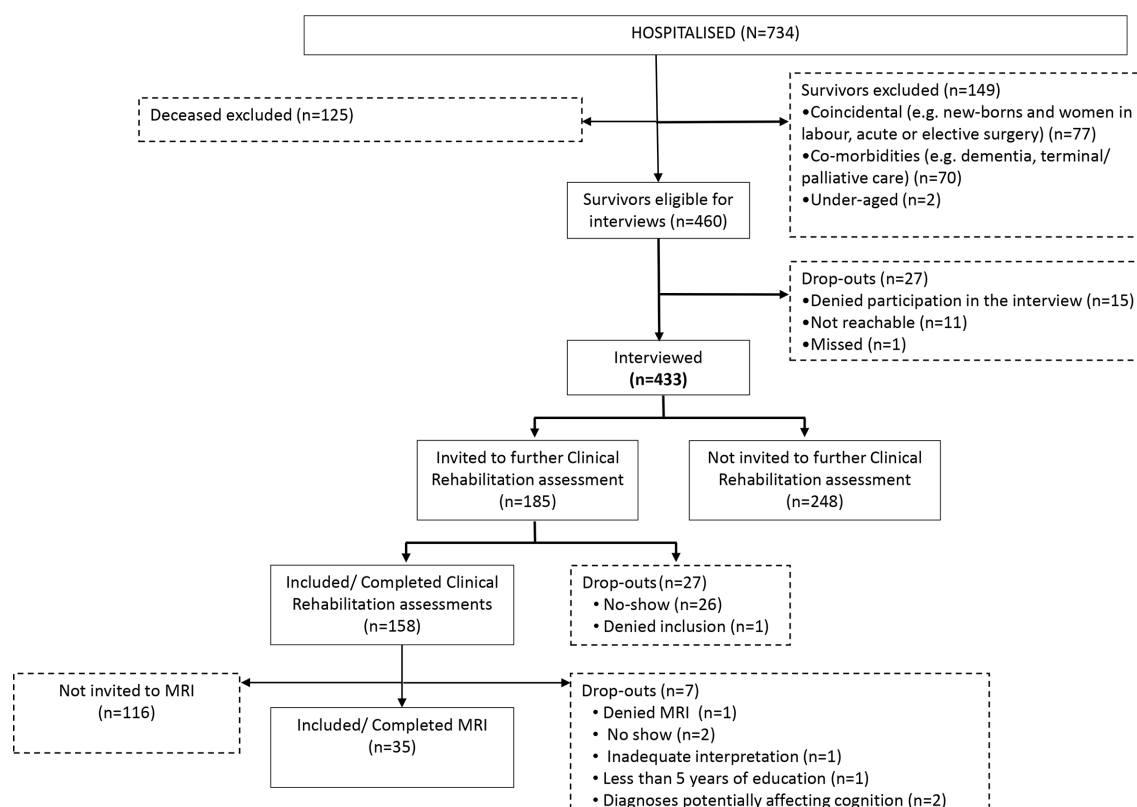 HOSPITALISED (N=734)
Deceased excluded (n=125)
Survivors excluded (n=149)
•Coincidental (e.g. new-borns and women in
labour, acute or elective surgery) (n=77)
•Co-morbidities (e.g. dementia, terminal/
palliative care) (n=70)
•Under-aged (n=2)
Survivors eligible for
interviews (n=460)
Drop-outs (n=27)
•Denied participation in the interview (n=15)
•Not reachable (n=11)
•Missed (n=1)
Interviewed
(n=433)
Invited to further Clinical
Rehabilitation assessment
(n=185)
Not invited to further Clinical
Rehabilitation assessment
(n=248)
Included/ Completed Clinical
Rehabilitation assessments
(n=158)
Drop-outs (n=27)
• No-show (n=26)
• Denied inclusion (n=1)
Not invited to MRI
(n=116)
Included/ Completed MRI
(n=35)
Drop-outs (n=7)
• Denied MRI (n=1)
• No show (n=2)
• Inadequate interpretation (n=1)
• Less than 5 years of education (n=1)
• Diagnoses potentially affecting cognition (n=2)